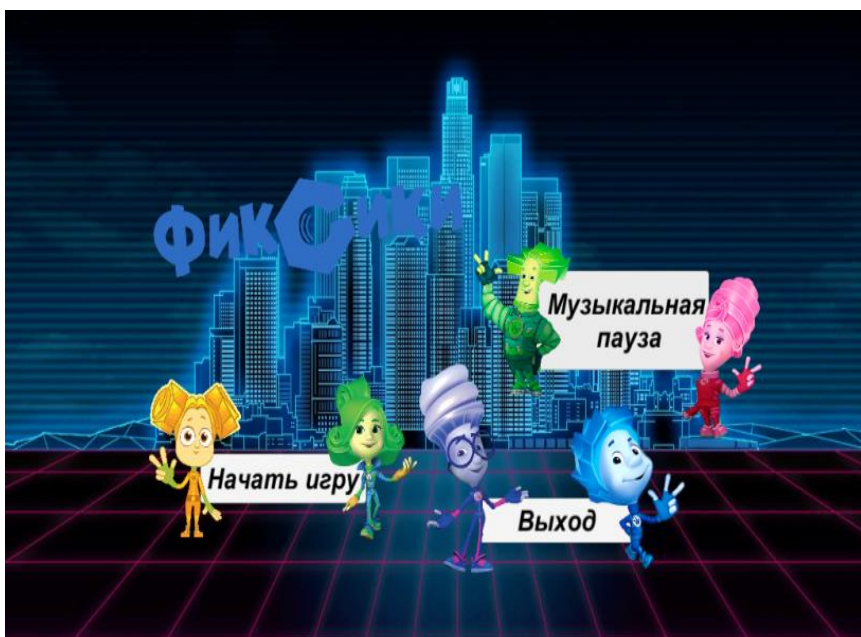 фиксики
Музыкальная
пауза
Начать игру
Выход